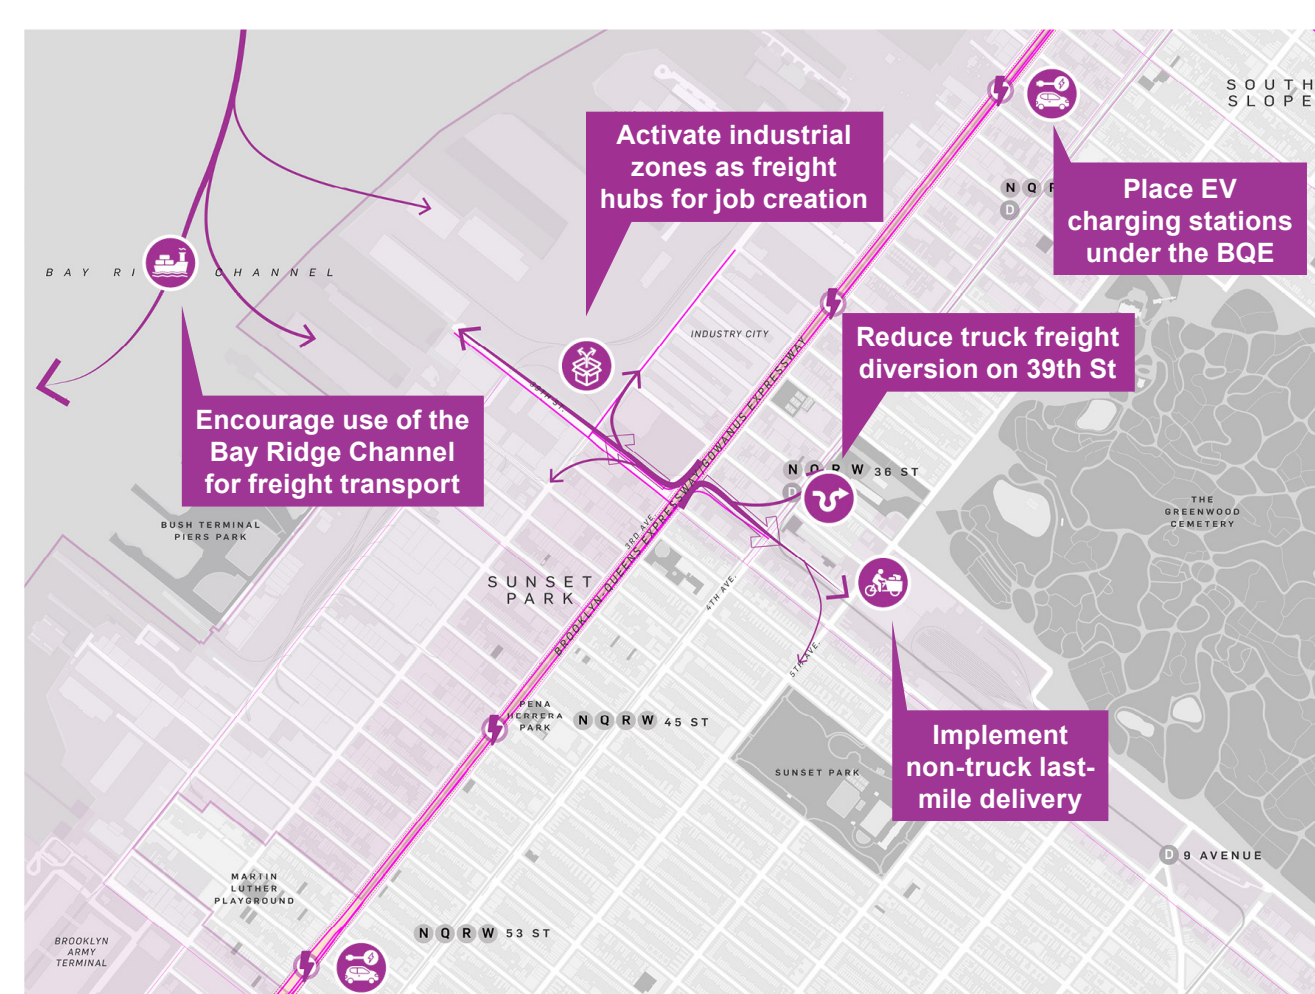 SOUTH
SLOPE
Activate industrial
zones as freight
hubs for job creation
Place EV
charging stations
under the BQE
N Q
D
BAY RI CHANNEL
INDUSTRY CITY
Reduce truck freight
diversion on 39th St
39TH ST.
Encourage use of the
Bay Ridge Channel
for freight transport
BROOKLYN-QUEENS EXPRESSWAY/GOWANUS EXPRESSWAY
N Q R W 36 ST
D
THE
GREENWOOD
CEMETERY
BUSH TERMINAL
PIERS PARK
3RD AVE.
SUNSET
PARK
4TH AVE.
5TH AVE.
PENA
HERRERA
PARK
N Q R W 45 ST
Implement
non-truck last-
mile delivery
SUNSET PARK
D 9 AVENUE
MARTIN
LUTHER
PLAYGROUND
N Q R W 53 ST
BROOKLYN
ARMY
TERMINAL